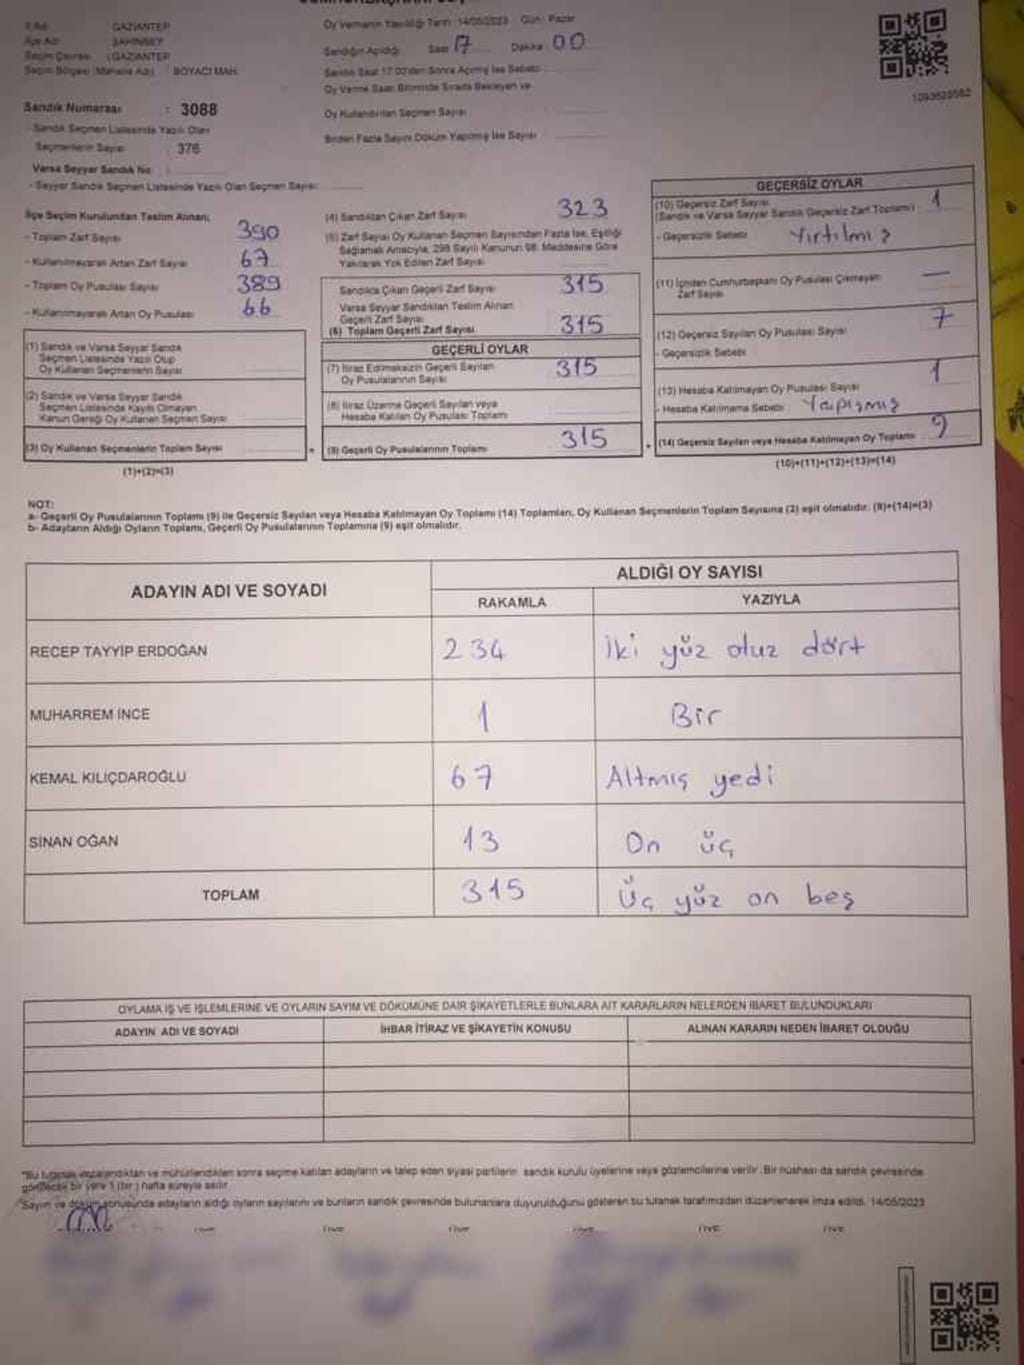 İli Adı : GAZİANTEP
İlçe Adı : ŞAHİNBEY
Seçim Çevresi : GAZİANTEP
Seçim Bölgesi (Mahalle Adı) : BOYACI MAH.
Oy Vermenin Yapıldığı Tarih : 14/05/2023 Gün : Pazar
Sandığın Açıldığı Saat 17 Dakika 00
Sandık Saat 17:00'den Sonra Açılmış İse Sebebi :
Oy Verme Saati Bitiminde Sırada Bekleyen ve
Oy Kullandırılan Seçmen Sayısı
Birden Fazla Sayım Döküm Yapılmış İse Sayısı
Sandık Numarası : 3088
- Sandık Seçmen Listesinde Yazılı Olan
Seçmenlerin Sayısı : 376
Varsa Seyyar Sandık No :
- Seyyar Sandık Seçmen Listesinde Yazılı Olan Seçmen Sayısı
İlçe Seçim Kurulundan Teslim Alınan;
- Toplam Zarf Sayısı 390
- Kullanılmayarak Artan Zarf Sayısı 67
- Toplam Oy Pusulası Sayısı 389
- Kullanılmayarak Artan Oy Pusulası 66
(1) Sandık ve Varsa Seyyar Sandık
Seçmen Listesinde Yazılı Olup
Oy Kullanan Seçmenlerin Sayısı
(2) Sandık ve Varsa Seyyar Sandık
Seçmen Listesinde Kayıtlı Olmayan
Kanun Gereği Oy Kullanan Seçmen Sayısı
(3) Oy Kullanan Seçmenlerin Toplam Sayısı
(1)+(2)=(3)
(4) Sandıktan Çıkan Zarf Sayısı 323
(5) Zarf Sayısı Oy Kullanan Seçmen Sayısından Fazla İse, Eşitliği
Sağlamak Amacıyla, 298 Sayılı Kanunun 98. Maddesine Göre
Yakılarak Yok Edilen Zarf Sayısı
Sandıkta Çıkan Geçerli Zarf Sayısı 315
Varsa Seyyar Sandıktan Teslim Alınan
Geçerli Zarf Sayısı
(6) Toplam Geçerli Zarf Sayısı 315
GEÇERLİ OYLAR
(7) İtiraz Edilmeksizin Geçerli Sayılan
Oy Pusulalarının Sayısı 315
(8) İtiraz Üzerine Geçerli Sayılan veya
Hesaba Katılan Oy Pusulası Toplamı
(9) Geçerli Oy Pusulalarının Toplamı 315
1093629582
GEÇERSİZ OYLAR
(10) Geçersiz Zarf Sayısı 1
(Sandık ve Varsa Seyyar Sandık Geçersiz Zarf Toplamı)
- Geçersizlik Sebebi : Yırtılmış
(11) İçinden Cumhurbaşkanı Oy Pusulası Çıkmayan —
Zarf Sayısı
(12) Geçersiz Sayılan Oy Pusulası Sayısı 7
- Geçersizlik Sebebi
(13) Hesaba Katılmayan Oy Pusulası Sayısı 1
- Hesaba Katılmama Sebebi : Yapışmış
(14) Geçersiz Sayılan veya Hesaba Katılmayan Oy Toplamı 9
(10)+(11)+(12)+(13)=(14)
NOT:
a- Geçerli Oy Pusulalarının Toplamı (9) ile Geçersiz Sayılan veya Hesaba Katılmayan Oy Toplamı (14) Toplamları, Oy Kullanan Seçmenlerin Toplam Sayısına (3) eşit olmalıdır. (9)+(14)=(3)
b- Adayların Aldığı Oyların Toplamı, Geçerli Oy Pusulalarının Toplamına (9) eşit olmalıdır.
ADAYIN ADI VE SOYADI
ALDIĞI OY SAYISI
RAKAMLA YAZIYLA
RECEP TAYYİP ERDOĞAN 234 İki yüz otuz dört
MUHARREM İNCE 1 Bir
KEMAL KILIÇDAROĞLU 67 Altmış yedi
SİNAN OĞAN 13 On üç
TOPLAM 315 Üç yüz on beş
OYLAMA İŞ VE İŞLEMLERİNE VE OYLARIN SAYIM VE DÖKÜMÜNE DAİR ŞİKAYETLERLE BUNLARA AİT KARARLARIN NELERDEN İBARET BULUNDUKLARI
ADAYIN ADI VE SOYADI İHBAR İTİRAZ VE ŞİKAYETİN KONUSU ALINAN KARARIN NEDEN İBARET OLDUĞU
*Bu tutanak imzalandıktan ve mühürlendikten sonra seçime katılan adayların ve talep eden siyasi partilerin sandık kurulu üyelerine veya gözlemcilerine verilir. Bir nüshası da sandık çevresinde
görülecek bir yere 1 (bir) hafta süreyle asılır.
*Sayım ve döküm sonucunda adayların aldığı oyların sayılarını ve bunların sandık çevresinde bulunanlara duyurulduğunu gösteren bu tutanak tarafımızdan düzenlenerek imza edildi. 14/05/2023